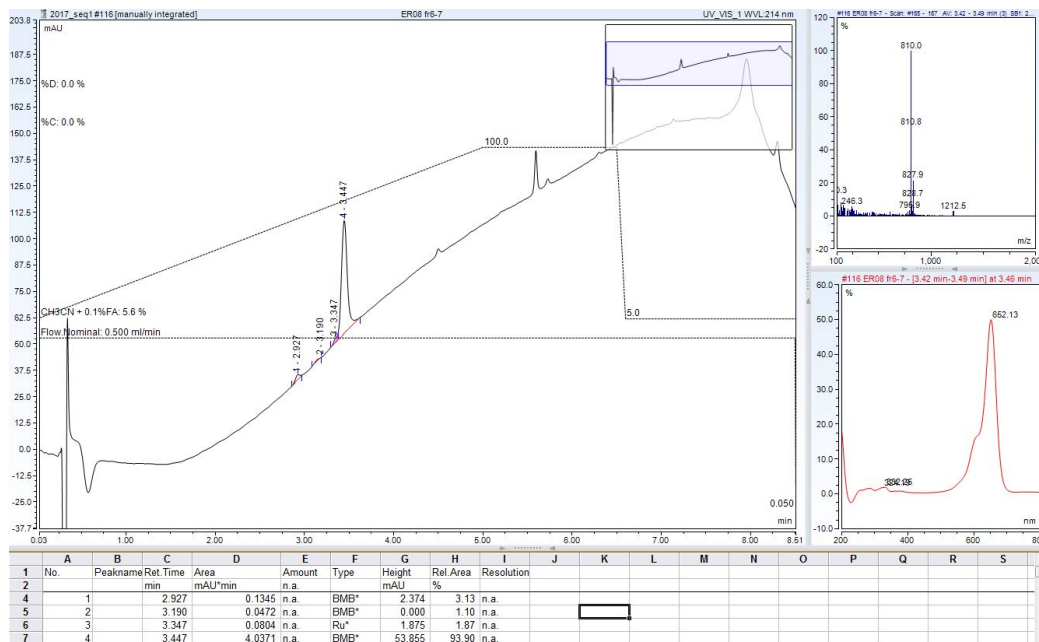 2017_seq1 #116 [manually integrated]
ER08 fr6-7
UV_VIS_1 WVL:214 nm
mAU
203.8
187.5
175.0
162.5
150.0
137.5
125.0
112.5
100.0
87.5
75.0
62.5
50.0
37.5
25.0
12.5
0.0
-12.5
-25.0
-37.7
%D: 0.0 %
%C: 0.0 %
100.0
4 - 3.447
CH3CN + 0.1%FA: 5.6 %
Flow.Nominal: 0.500 ml/min
1 - 2.927
2 - 3.190
3 - 3.347
5.0
0.050
min
0.03 1.00 2.00 3.00 4.00 5.00 6.00 7.00 8.51
#116 ER08 fr6-7 - Scan: #165 - 167 AV: 3.42 - 3.49 min (3) SB1: 2...
%
120
100
80
60
40
20
0
-20
810.0
810.8
827.9
828.7
246.3
1212.5
m/z
100 1,000 2,00
#116 ER08 fr6-7 - [3.42 min-3.49 min] at 3.46 min
%
60.0
50.0
40.0
30.0
20.0
10.0
0.0
-10.0
652.13
nm
200 400 600 80
A B C D E F G H I J K L M N O P Q R S
1 No. Peakname Ret.Time Area Amount Type Height Rel.Area Resolution
2 min mAU*min n.a. mAU %
4 1 2.927 0.1345 n.a. BMB* 2.374 3.13 n.a.
5 2 3.190 0.0472 n.a. BMB* 0.000 1.10 n.a.
6 3 3.347 0.0804 n.a. Ru* 1.875 1.87 n.a.
7 4 3.447 4.0371 n.a. BMB* 53.855 93.90 n.a.